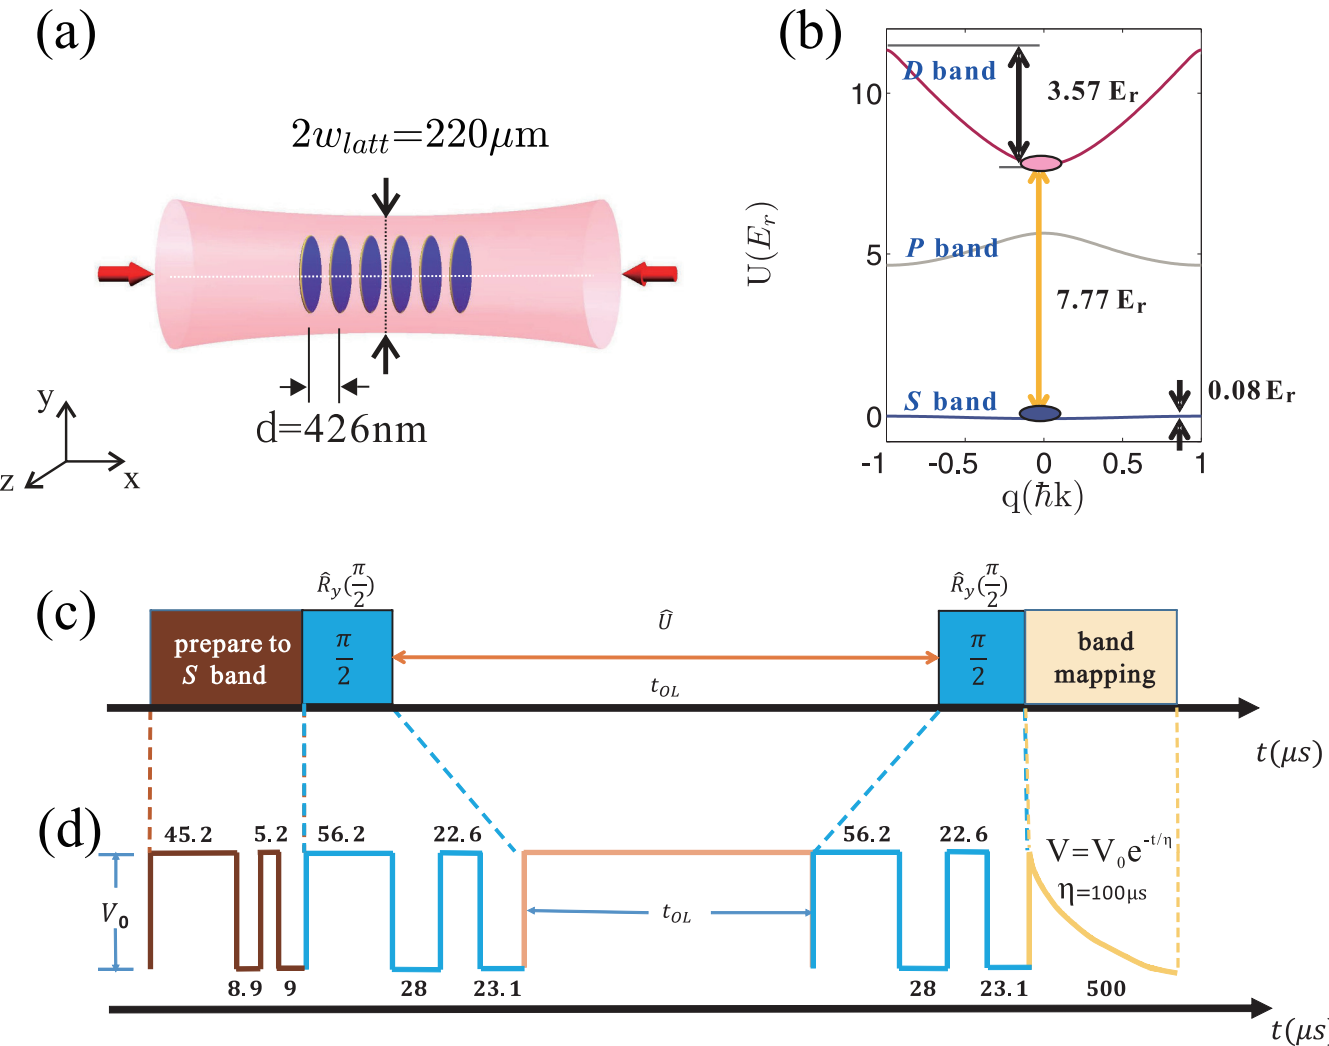 (a)
2w_latt=220μm
d=426nm
y
z
x
(b)
U(E_r)
10
5
0
D band
3.57 E_r
P band
7.77 E_r
S band
0.08 E_r
-1
-0.5
0
0.5
1
q(ħk)
(c)
R̂_y(π/2)
Û
R̂_y(π/2)
prepare to
S band
π/2
t_OL
π/2
band
mapping
t(μs)
(d)
45.2
5.2
56.2
22.6
56.2
22.6
V_0
t_OL
V=V_0e^{-t/η}
η=100μs
8.9
9
28
23.1
28
23.1
500
t(μs)